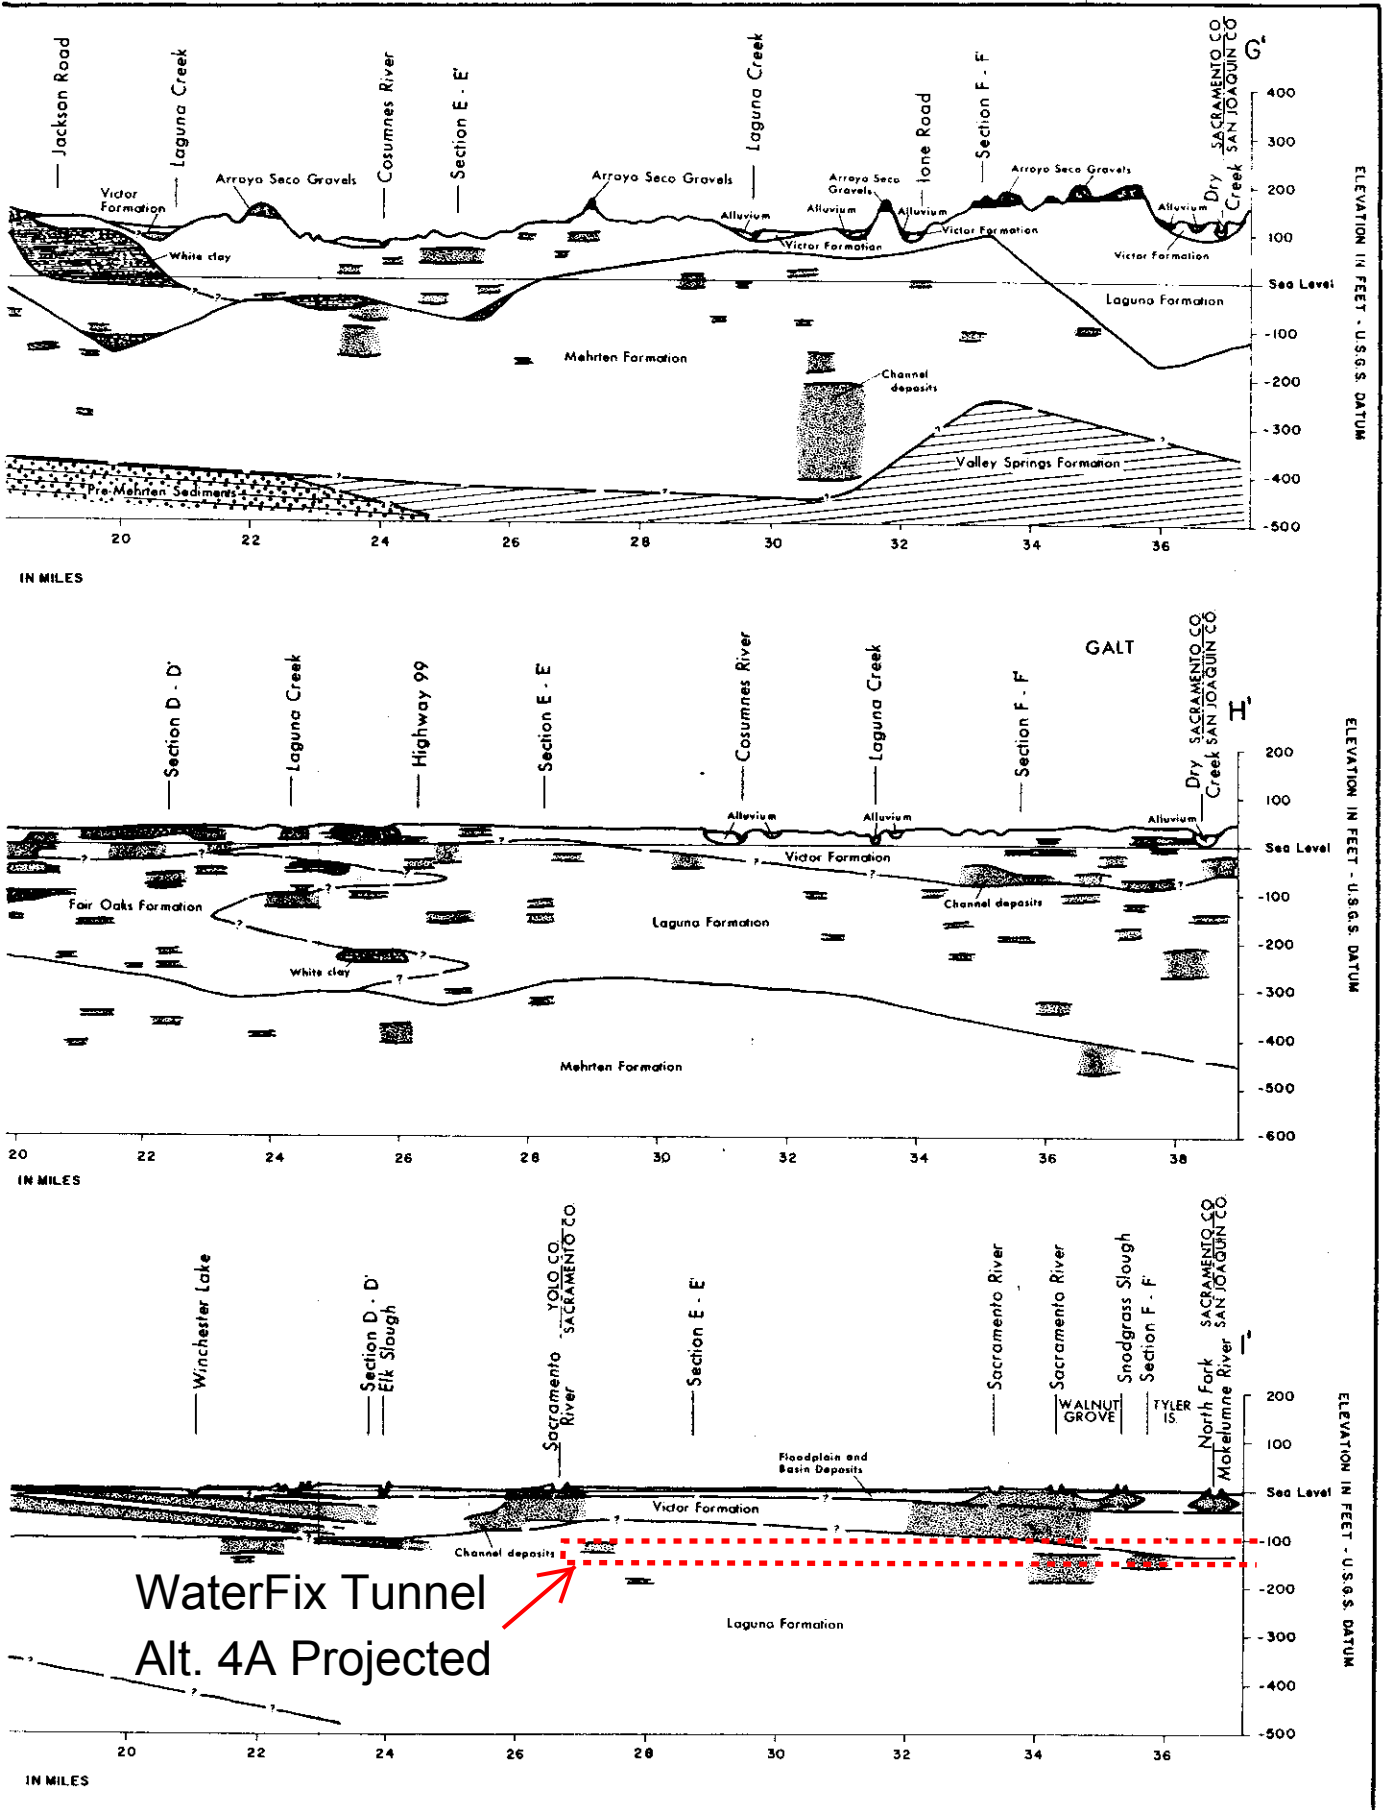 Jackson Road
Laguna Creek
Cosumnes River
Section E - E'
Laguna Creek
Ione Road
Section F - F'
Dry Creek
SACRAMENTO CO
SAN JOAQUIN CO
G'
400
300
200
100
Sea Level
-100
-200
-300
-400
-500
ELEVATION IN FEET - U.S.G.S. DATUM
Victor
Formation
Arroyo Seco Gravels
Arroyo Seco Gravels
Arroyo Seco
Gravels
Arroyo Seco Gravels
Alluvium
Alluvium
Alluvium
Alluvium
Victor Formation
Victor Formation
Victor Formation
White clay
Laguna Formation
Mehrten Formation
Channel
deposits
Valley Springs Formation
Pre-Mehrten Sediments
20
22
24
26
28
30
32
34
36
IN MILES
Section D - D'
Laguna Creek
Highway 99
Section E - E'
Cosumnes River
Laguna Creek
Section F - F'
GALT
Dry Creek
SACRAMENTO CO
SAN JOAQUIN CO.
H'
200
100
Sea Level
-100
-200
-300
-400
-500
-600
ELEVATION IN FEET - U.S.G.S. DATUM
Alluvium
Alluvium
Alluvium
Victor Formation
Fair Oaks Formation
Channel deposits
Laguna Formation
White clay
Mehrten Formation
20
22
24
26
28
30
32
34
36
38
IN MILES
Winchester Lake
Section D - D'
Elk Slough
Sacramento River
YOLO CO.
SACRAMENTO CO.
Section E - E'
Sacramento River
Sacramento River
WALNUT
GROVE
Snodgrass Slough
Section F - F'
TYLER
IS.
North Fork
Mokelumne River
SACRAMENTO CO
SAN JOAQUIN CO.
I'
200
100
Sea Level
-100
-200
-300
-400
-500
ELEVATION IN FEET - U.S.G.S. DATUM
Floodplain and
Basin Deposits
Victor Formation
Channel deposits
WaterFix Tunnel
Alt. 4A Projected
Laguna Formation
20
22
24
26
28
30
32
34
36
IN MILES